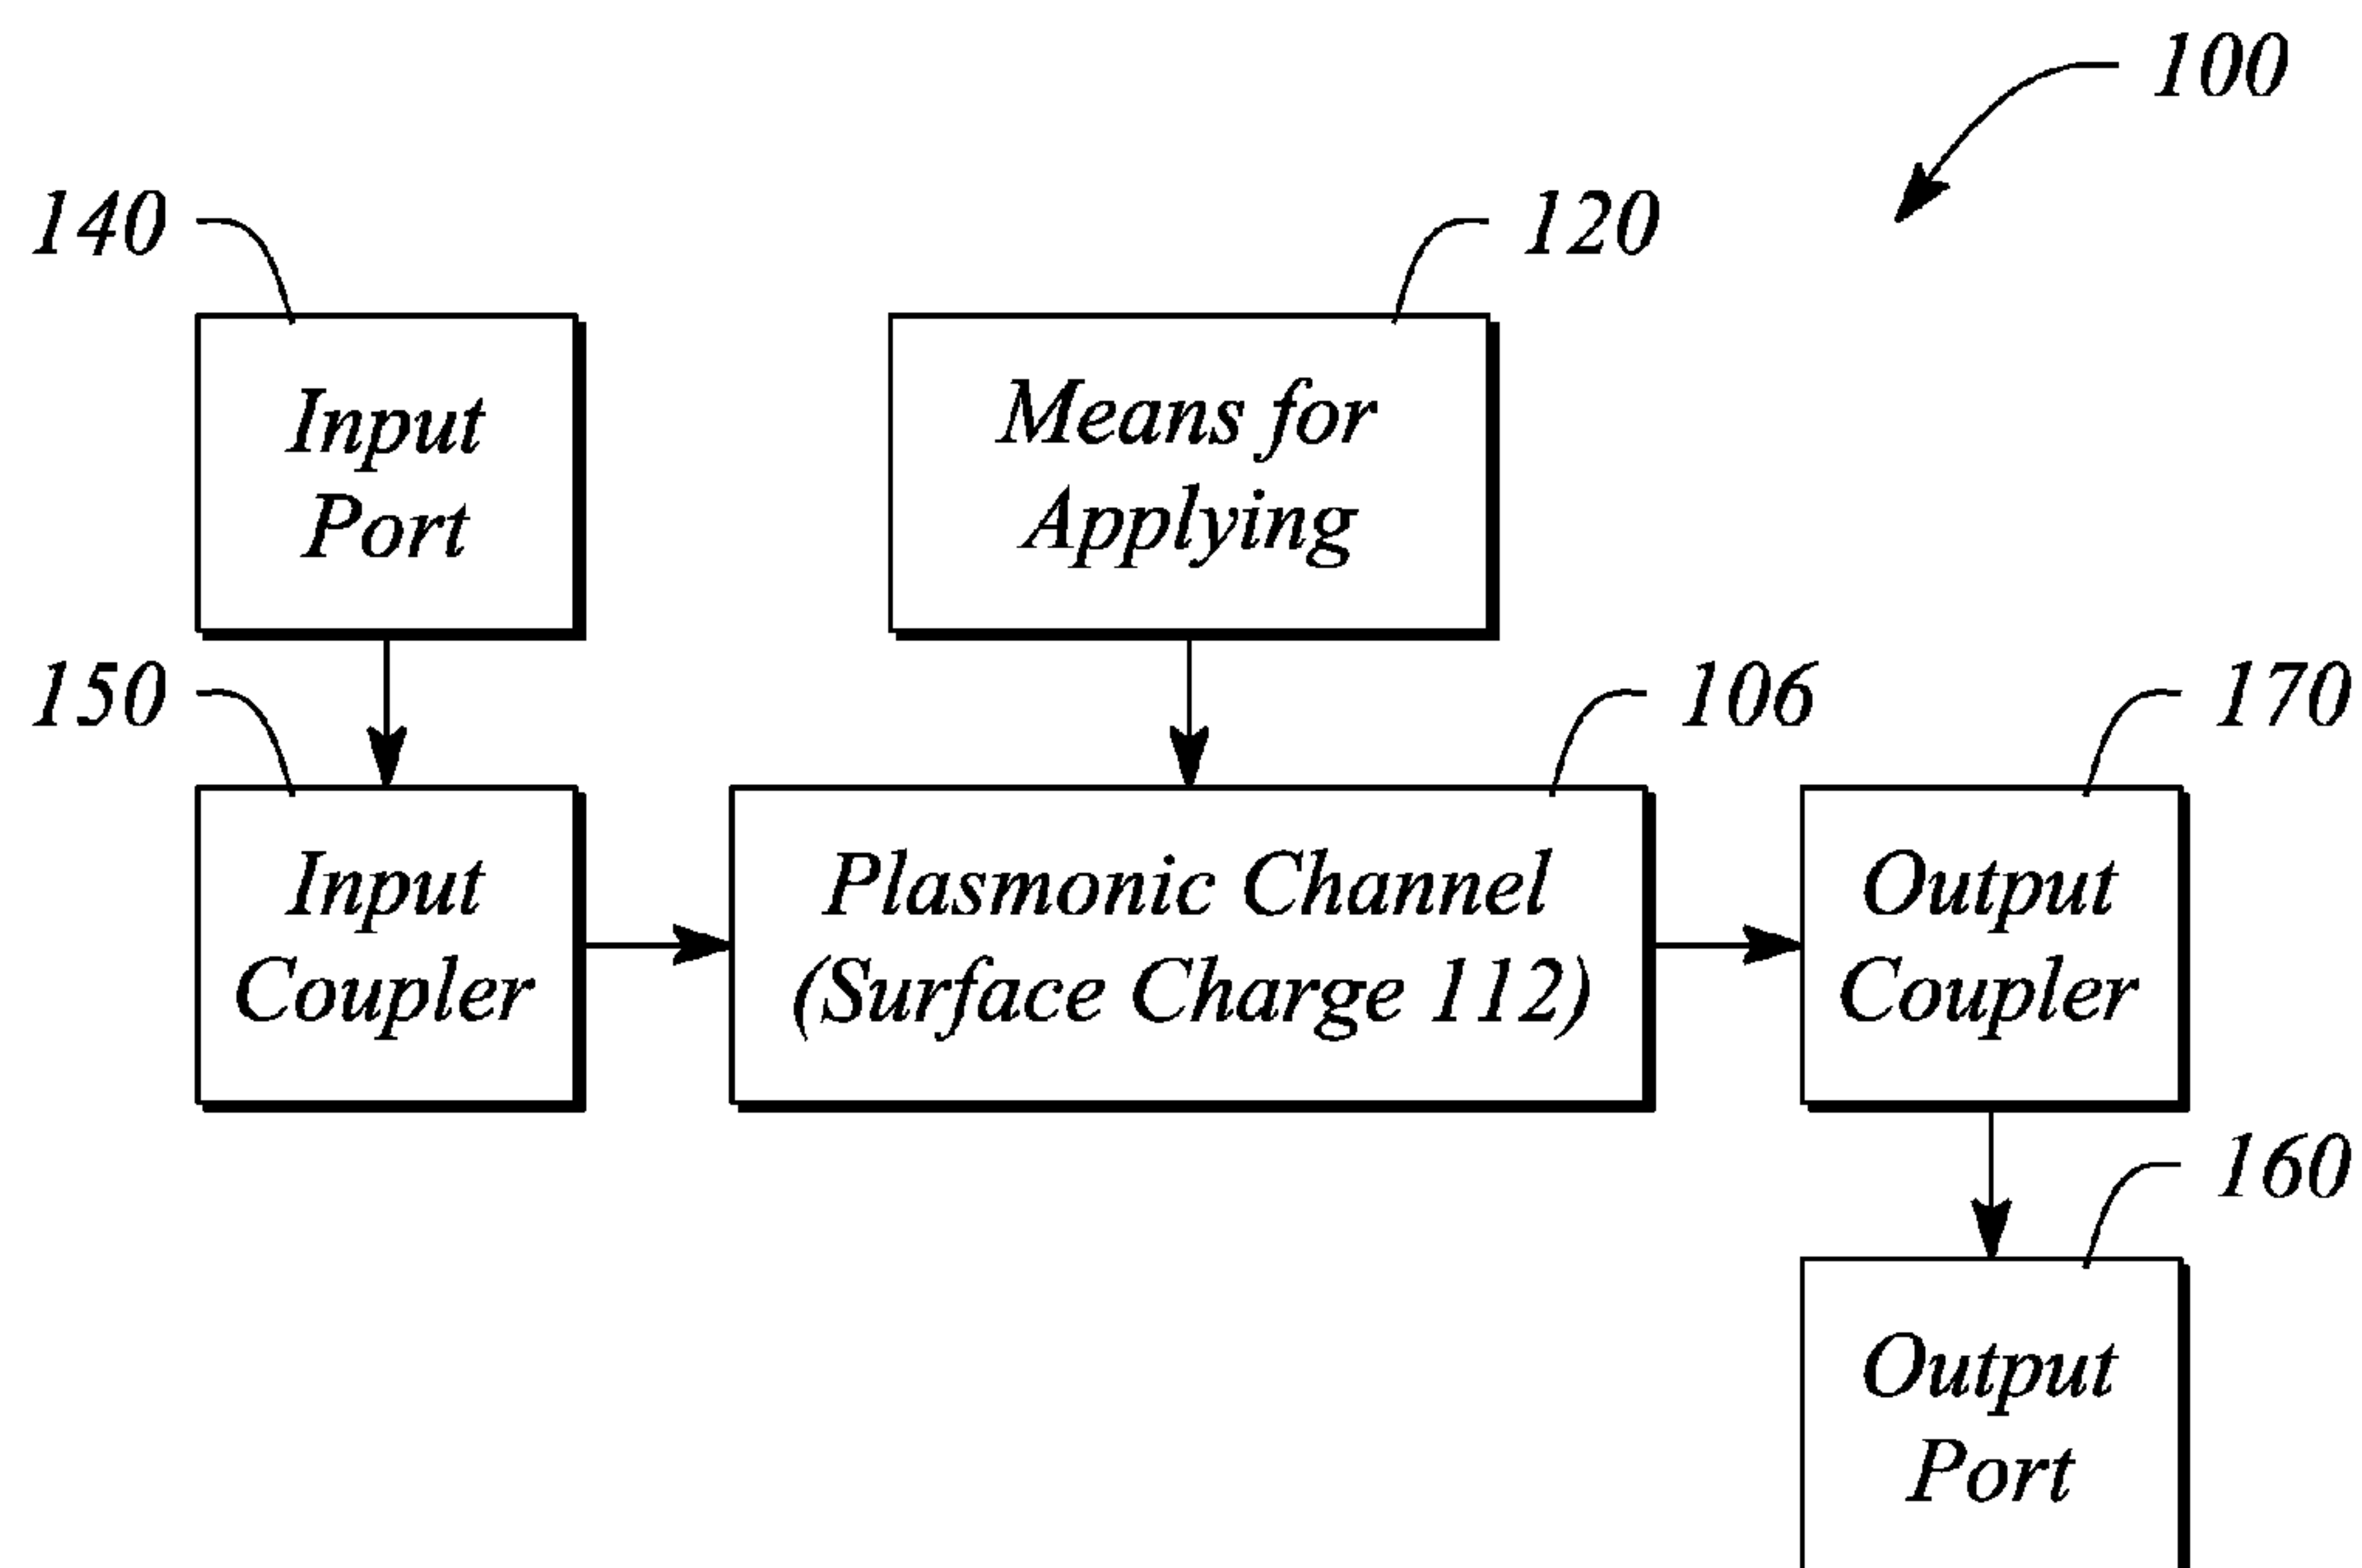 100
140
120
Input
Port
Means for
Applying
150
106
170
Input
Coupler
Plasmonic Channel
(Surface Charge 112)
Output
Coupler
160
Output
Port